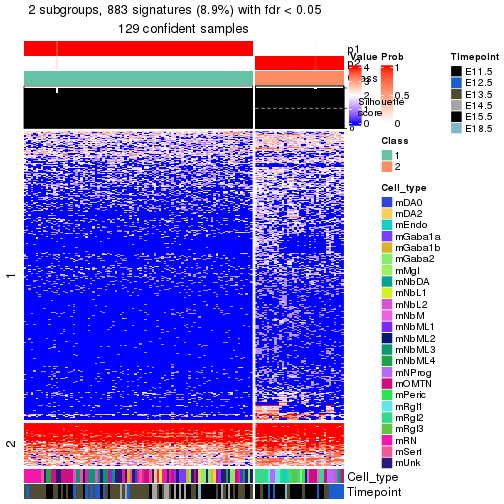 2 subgroups, 883 signatures (8.9%) with fdr < 0.05
129 confident samples
p1
p2
Class
Silhouette
score
1
2
Cell_type
Timepoint
Value
4
3
2
1
0
Prob
1
0.5
0
Class
1
2
Timepoint
E11.5
E12.5
E13.5
E14.5
E15.5
E18.5
Cell_type
mDA0
mDA2
mEndo
mGaba1a
mGaba1b
mGaba2
mMgl
mNbDA
mNbL1
mNbL2
mNbM
mNbML1
mNbML2
mNbML3
mNbML4
mNProg
mOMTN
mPeric
mRgl1
mRgl2
mRgl3
mRN
mSert
mUnk